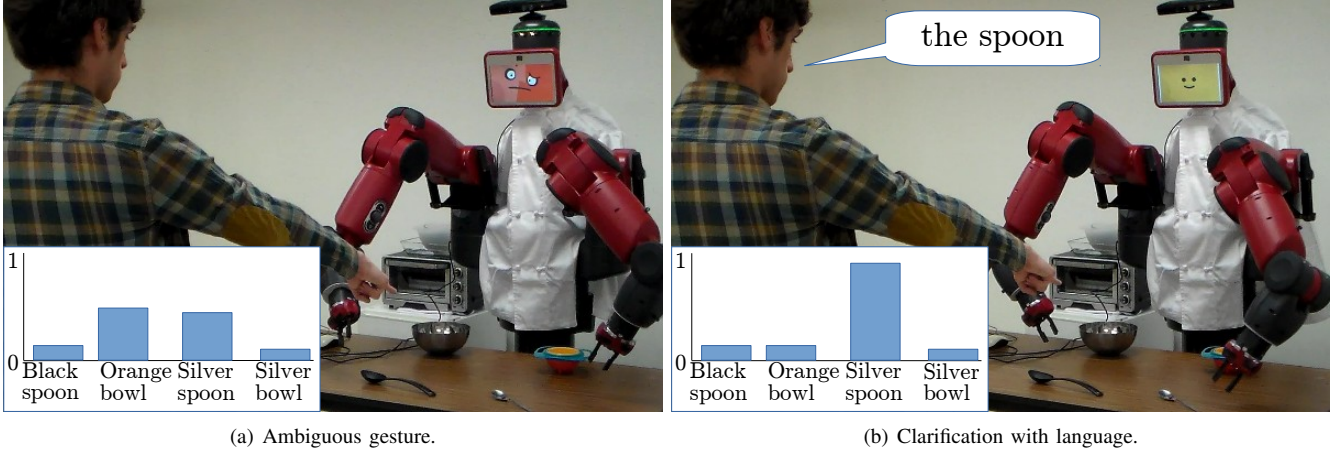 the spoon
1
0
Black spoon
Orange bowl
Silver spoon
Silver bowl
1
0
Black spoon
Orange bowl
Silver spoon
Silver bowl
(a) Ambiguous gesture.
(b) Clarification with language.